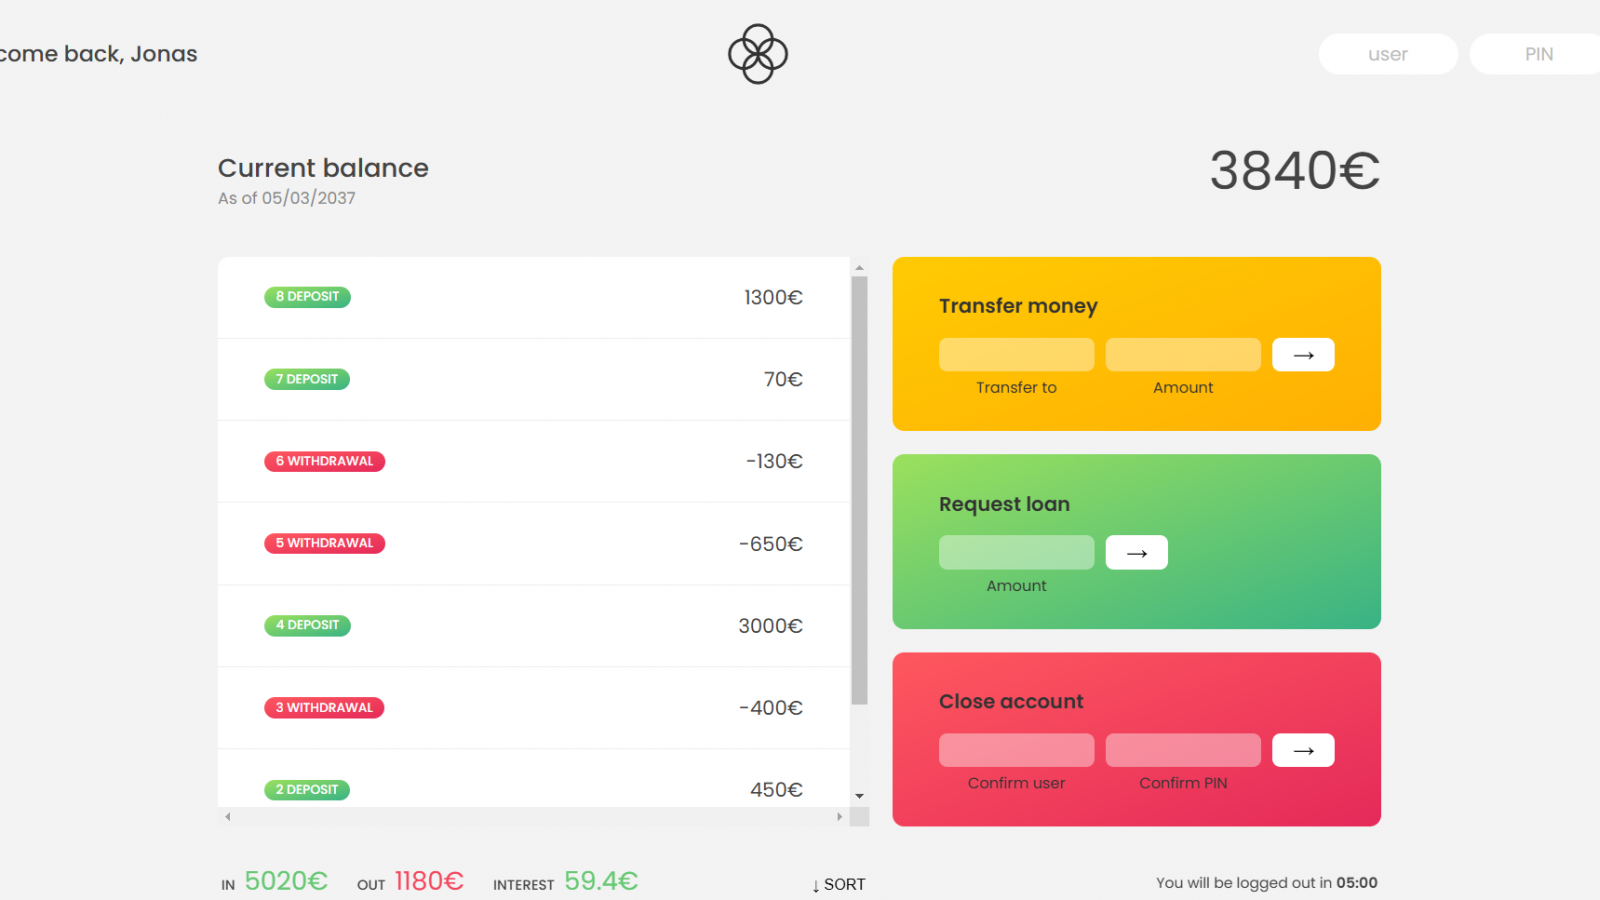 come back, Jonas
user
PIN
Current balance
As of 05/03/2037
3840€
8 DEPOSIT
1300€
7 DEPOSIT
70€
6 WITHDRAWAL
-130€
5 WITHDRAWAL
-650€
4 DEPOSIT
3000€
3 WITHDRAWAL
-400€
2 DEPOSIT
450€
Transfer money
→
Transfer to
Amount
Request loan
→
Amount
Close account
→
Confirm user
Confirm PIN
IN 5020€ OUT 1180€ INTEREST 59.4€
↓ SORT
You will be logged out in 05:00